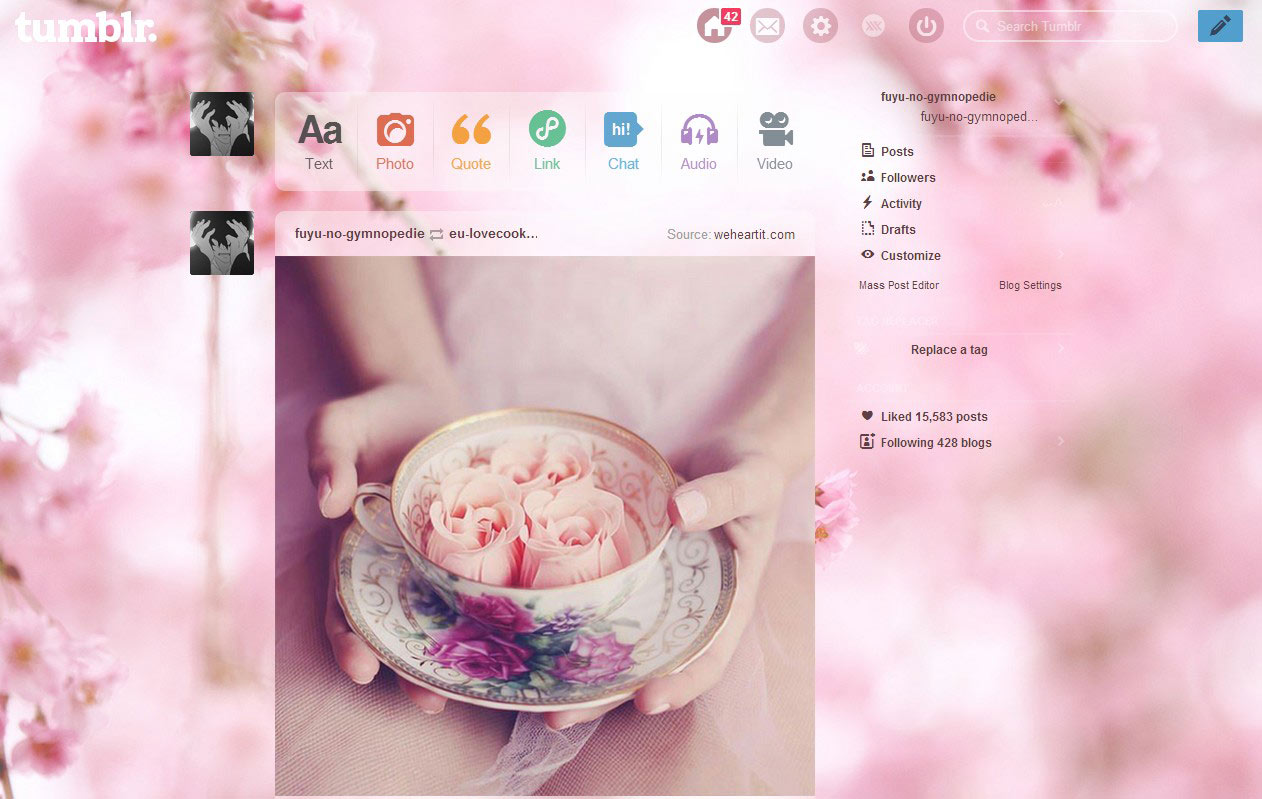 tumblr.
42
Search Tumblr
Aa
hi!
Text
Photo
Quote
Link
Chat
Audio
Video
fuyu-no-gymnopedie
fuyu-no-gymnoped...
Posts
Followers
Activity
Drafts
Customize
Mass Post Editor
Blog Settings
TAG REPLACER
Replace a tag
ACCOUNT
Liked 15,583 posts
Following 428 blogs
fuyu-no-gymnopedie eu-lovecook...
Source: weheartit.com